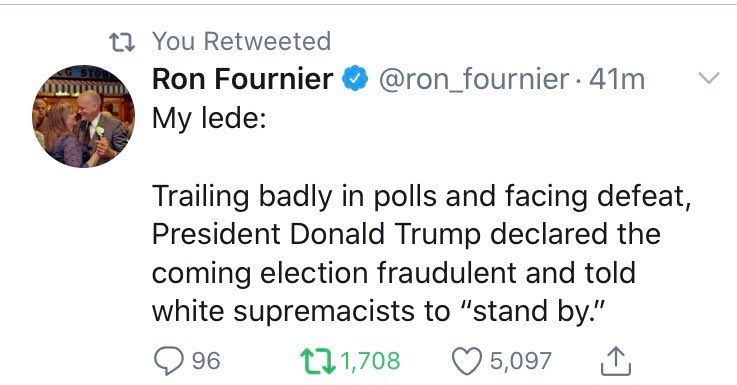 You Retweeted
Ron Fournier @ron_fournier · 41m
My lede:
Trailing badly in polls and facing defeat,
President Donald Trump declared the
coming election fraudulent and told
white supremacists to “stand by.”
96 1,708 5,097